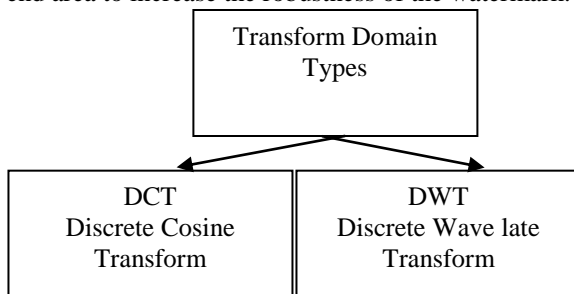 end area to increase the robustness of the watermark.
Transform Domain
Types
DCT
Discrete Cosine
Transform
DWT
Discrete Wave late
Transform